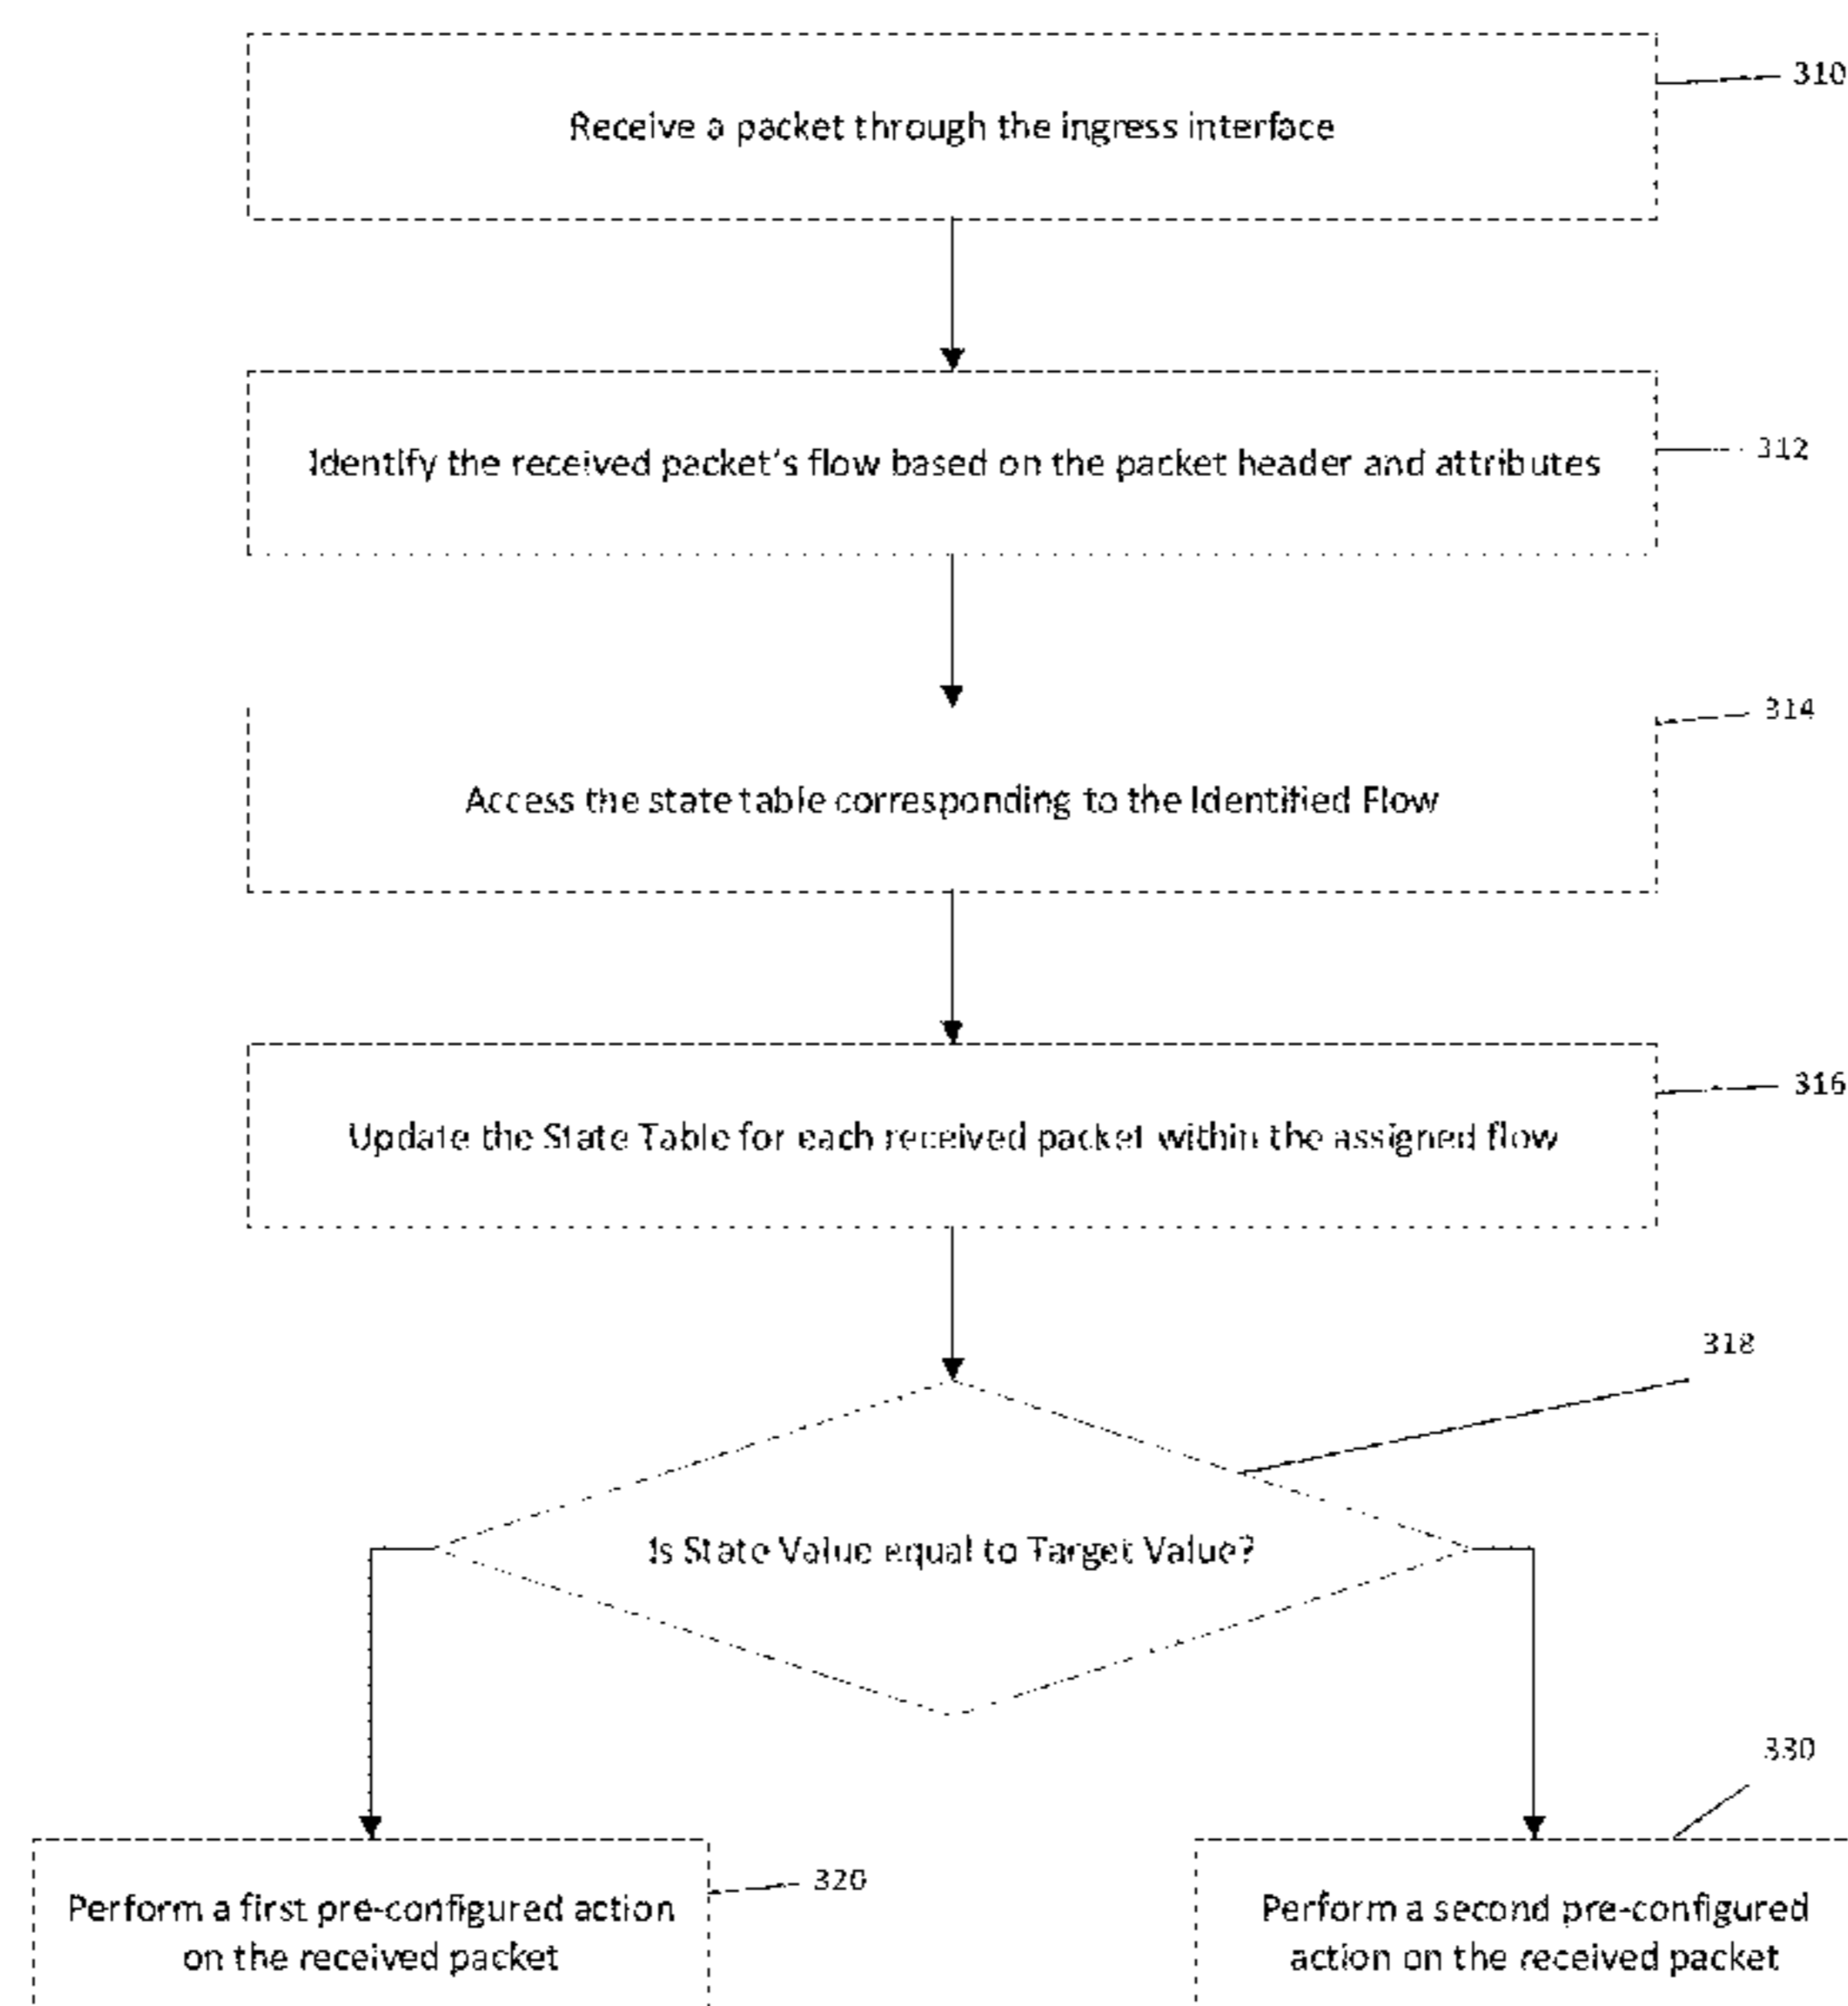 Receive a packet through the ingress interface
310
Identify the received packet's flow based on the packet header and attributes
312
Access the state table corresponding to the Identified Flow
314
Update the State Table for each received packet within the assigned flow
316
318
Is State Value equal to Target Value?
330
320
Perform a first pre-configured action
on the received packet
Perform a second pre-configured
action on the received packet